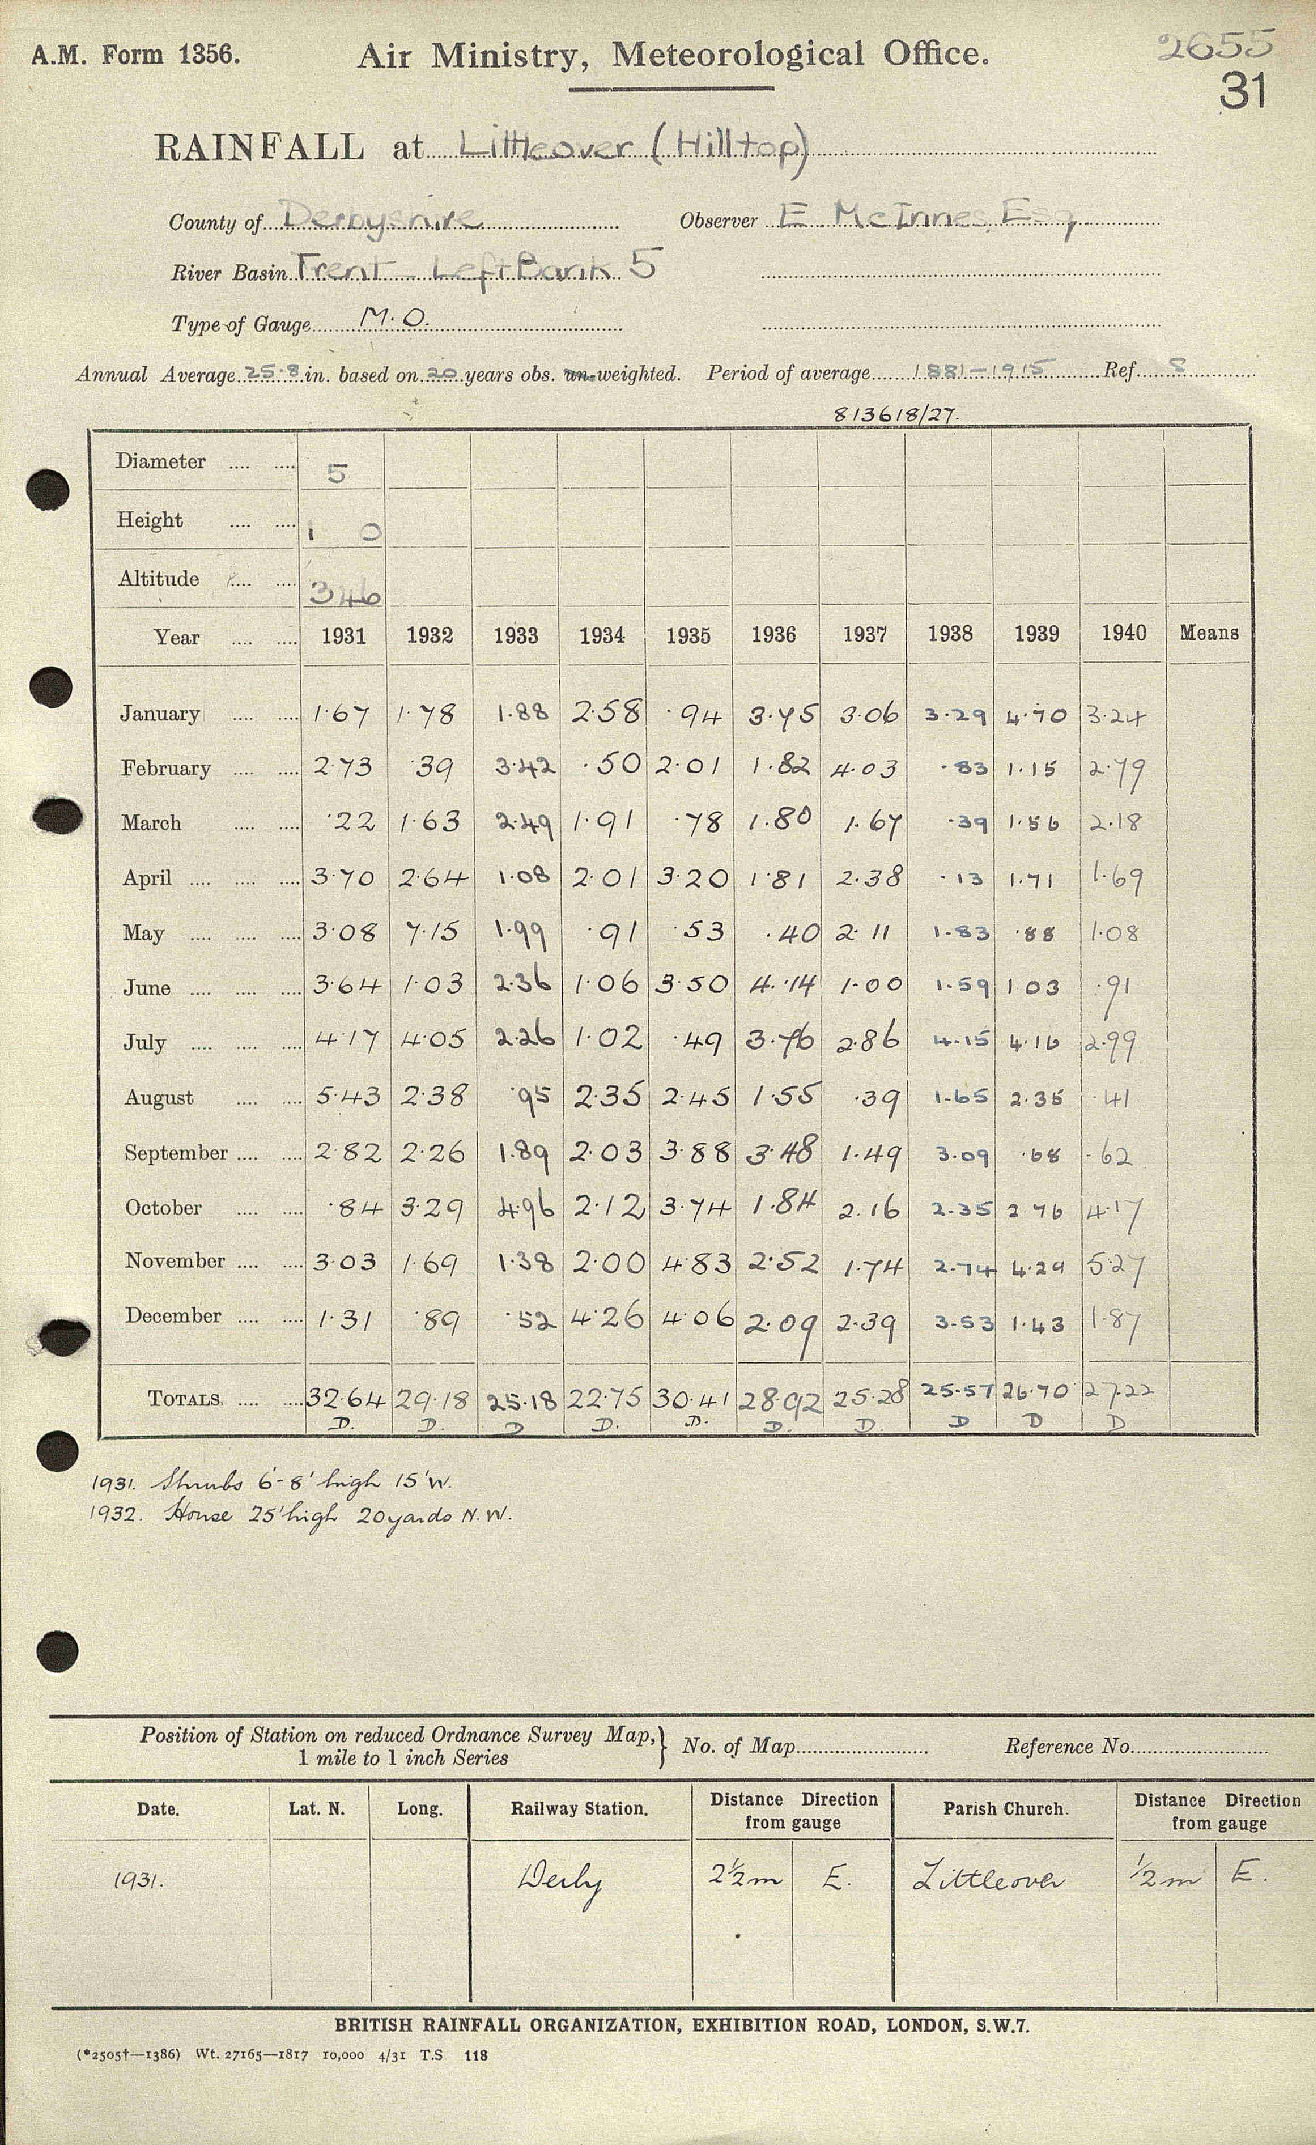 A.M. Form 1356. Air Ministry, Meteorological Office. 2655
31
RAINFALL at Littleover (Hilltop)
County of Derbyshire Observer E McInnes, Esq
River Basin Trent - Left Bank 5
Type of Gauge M.O.
Annual Average 25.8 in. based on 20 years obs. un-weighted. Period of average 1881-1915 Ref. 8
813618/27.
Diameter 5
Height 1 0
Altitude 346
Year 1931 1932 1933 1934 1935 1936 1937 1938 1939 1940 Means
January 1.67 1.78 1.88 2.58 .94 3.75 3.06 3.29 4.70 3.24
February 2.73 .39 3.42 .50 2.01 1.82 4.03 .83 1.15 2.79
March .22 1.63 2.49 1.91 .78 1.80 1.67 .39 1.56 2.18
April 3.70 2.64 1.08 2.01 3.20 1.81 2.38 .13 1.71 1.69
May 3.08 7.15 1.99 .91 .53 .40 2.11 1.83 .88 1.08
June 3.64 1.03 2.36 1.06 3.50 4.14 1.00 1.59 1.03 .91
July 4.17 4.05 2.26 1.02 .49 3.76 2.86 4.15 4.16 2.99
August 5.43 2.38 .95 2.35 2.45 1.55 .39 1.65 2.35 .41
September 2.82 2.26 1.89 2.03 3.88 3.48 1.49 3.09 .68 .62
October .84 3.29 4.96 2.12 3.74 1.84 2.16 2.35 2.76 4.17
November 3.03 1.69 1.38 2.00 4.83 2.52 1.74 2.74 4.29 5.27
December 1.31 .89 .52 4.26 4.06 2.09 2.39 3.53 1.43 1.87
TOTALS 32.64 29.18 25.18 22.75 30.41 28.92 25.28 25.57 26.70 27.22
D. D. D D. D. D. D. D D D
1931. Shrubs 6'-8' high 15' W.
1932. House 25' high 20 yards N.W.
Position of Station on reduced Ordnance Survey Map,
1 mile to 1 inch Series } No. of Map Reference No.
Date. Lat. N. Long. Railway Station. Distance Direction from gauge Parish Church. Distance Direction from gauge
1931. Derby 2½m E. Littleover ½m E.
BRITISH RAINFALL ORGANIZATION, EXHIBITION ROAD, LONDON, S.W.7.
(*2505†—1386) Wt. 27165—1817 10,000 4/31 T.S 118